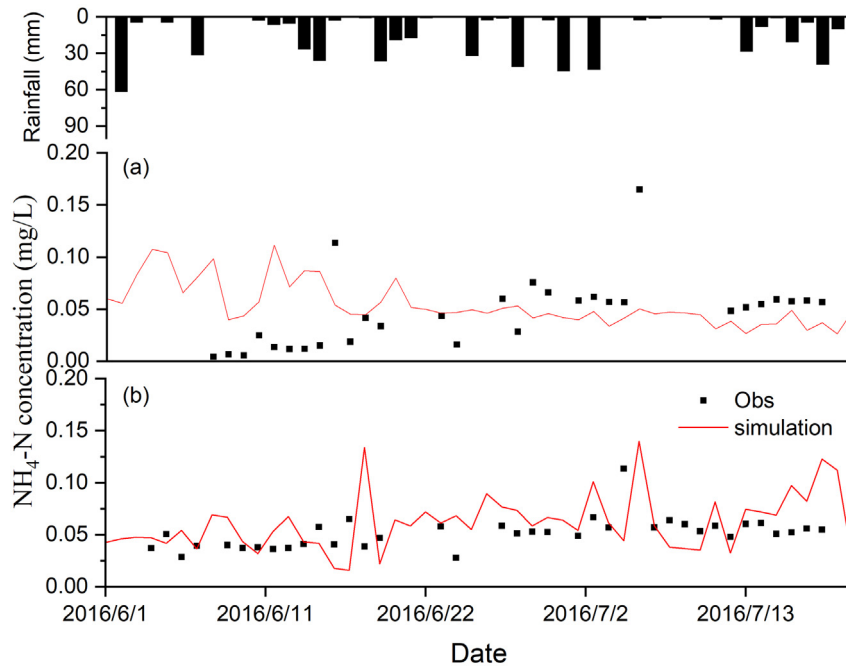 Rainfall (mm)
0
30
60
90
NH₄-N concentration (mg/L)
(a)
0.20
0.15
0.10
0.05
0.00
(b)
0.20
0.15
0.10
0.05
0.00
Obs
simulation
2016/6/1 2016/6/11 2016/6/22 2016/7/2 2016/7/13
Date